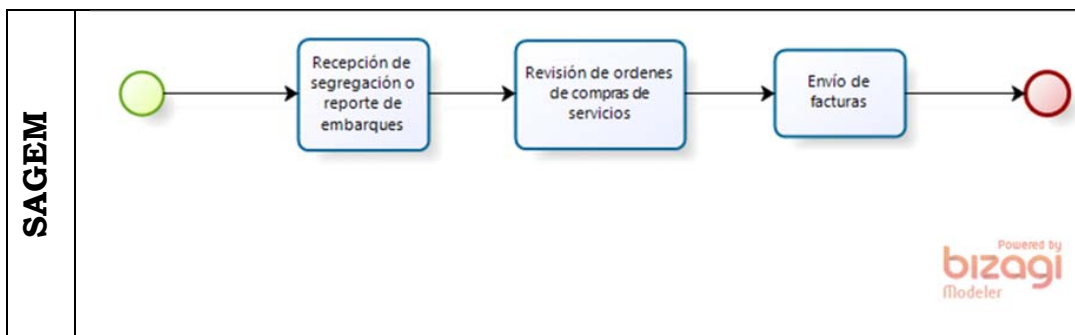 SAGEM
Recepción de
segregación o
reporte de
embarques
Revisión de ordenes
de compras de
servicios
Envío de
facturas
Powered by
bizagi
Modeler